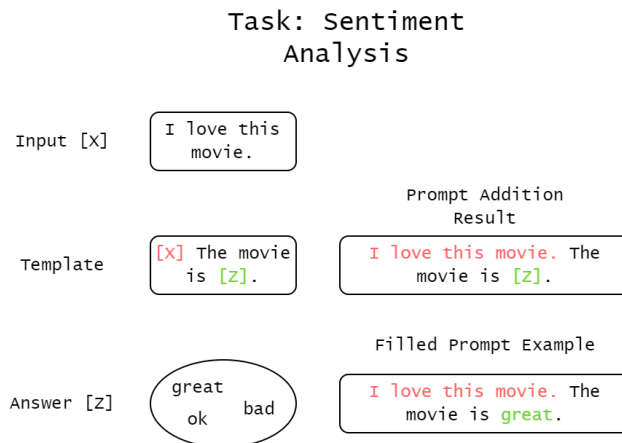 Task: Sentiment
Analysis
Input [X]
I love this
movie.
Prompt Addition
Result
Template
[X] The movie
is [Z].
I love this movie. The
movie is [Z].
Filled Prompt Example
Answer [Z]
great
ok
bad
I love this movie. The
movie is great.